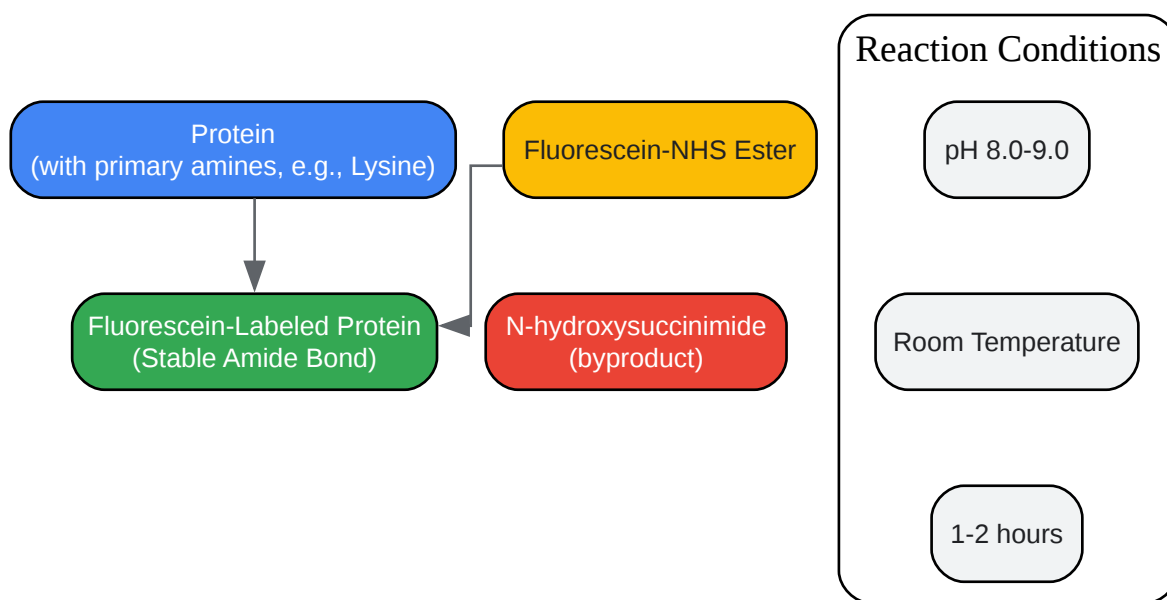 Reaction Conditions
Protein
(with primary amines, e.g., Lysine)
Fluorescein-NHS Ester
pH 8.0-9.0
Fluorescein-Labeled Protein
(Stable Amide Bond)
N-hydroxysuccinimide
(byproduct)
Room Temperature
1-2 hours